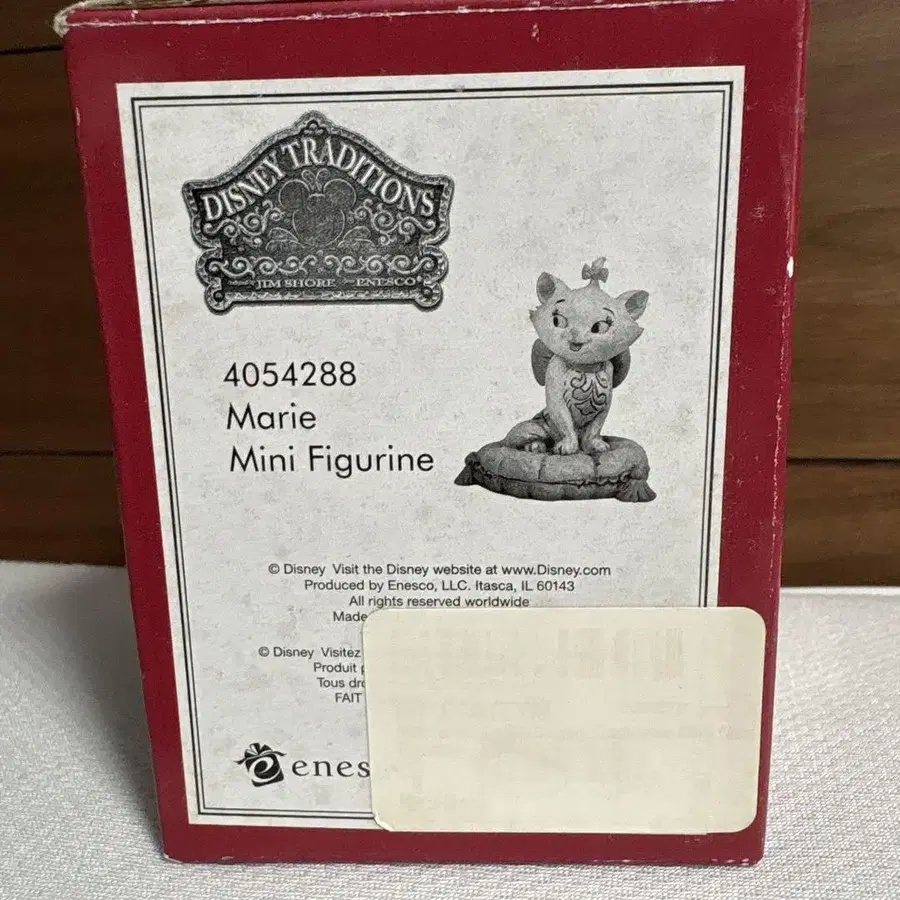 DISNEY TRADITIONS
JIM SHORE ENESCO
4054288
Marie
Mini Figurine
© Disney Visit the Disney website at www.Disney.com
Produced by Enesco, LLC. Itasca, IL 60143
All rights reserved worldwide
Made
© Disney Visitez
Produit
Tous
FAIT
enes